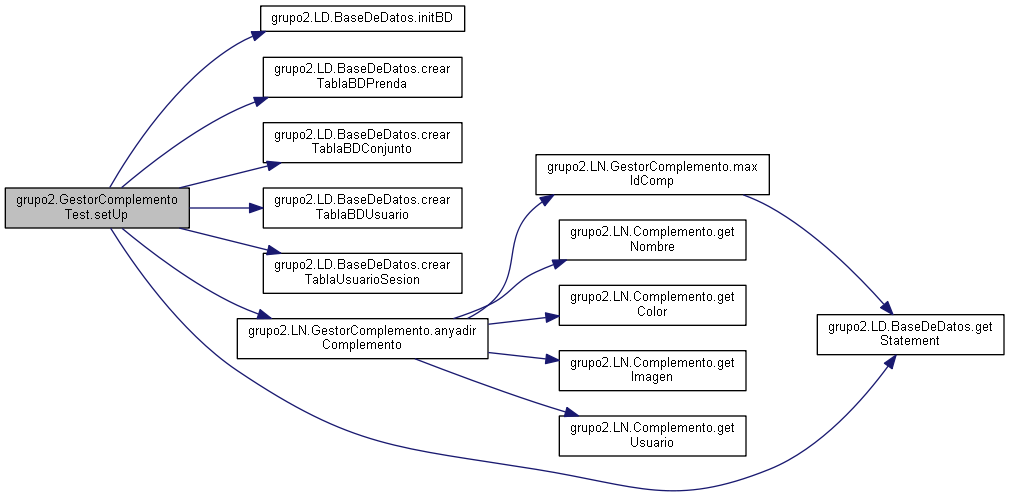 grupo2.LD.BaseDeDatos.initBD
grupo2.LD.BaseDeDatos.crear
TablaBDPrenda
grupo2.LD.BaseDeDatos.crear
TablaBDConjunto
grupo2.GestorComplemento
Test.setUp
grupo2.LD.BaseDeDatos.crear
TablaBDUsuario
grupo2.LD.BaseDeDatos.crear
TablaUsuarioSesion
grupo2.LN.GestorComplemento.anyadir
Complemento
grupo2.LN.GestorComplemento.max
IdComp
grupo2.LN.Complemento.get
Nombre
grupo2.LN.Complemento.get
Color
grupo2.LN.Complemento.get
Imagen
grupo2.LN.Complemento.get
Usuario
grupo2.LD.BaseDeDatos.get
Statement